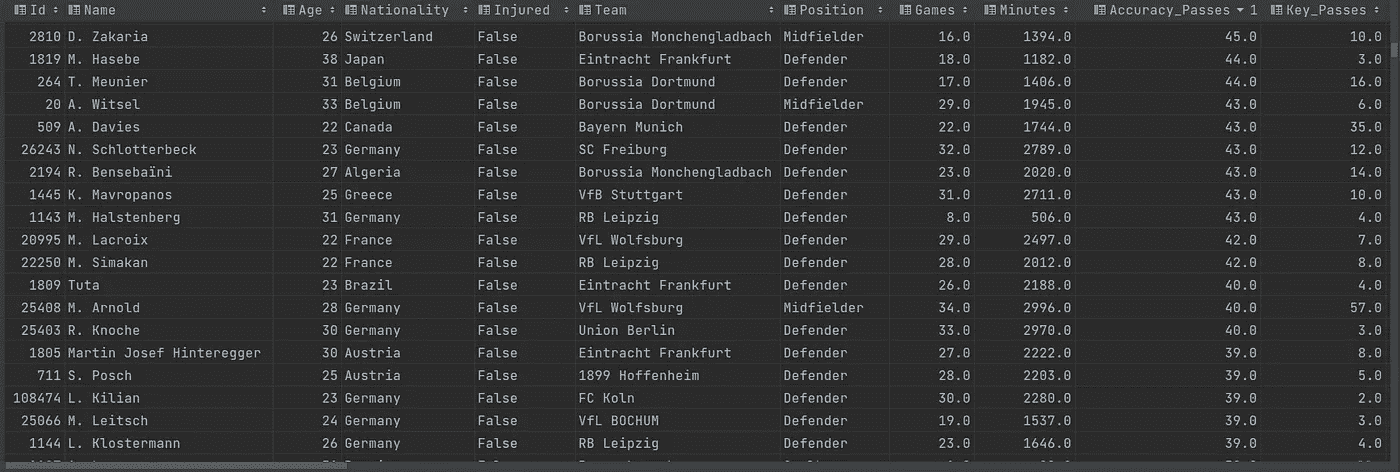 Id Name Age Nationality Injured Team Position Games Minutes Accuracy_Passes 1 Key_Passes
2810 D. Zakaria 26 Switzerland False Borussia Monchengladbach Midfielder 16.0 1394.0 45.0 10.0
1819 M. Hasebe 38 Japan False Eintracht Frankfurt Defender 18.0 1182.0 44.0 3.0
264 T. Meunier 31 Belgium False Borussia Dortmund Defender 17.0 1406.0 44.0 16.0
20 A. Witsel 33 Belgium False Borussia Dortmund Midfielder 29.0 1945.0 43.0 6.0
509 A. Davies 22 Canada False Bayern Munich Defender 22.0 1744.0 43.0 35.0
26243 N. Schlotterbeck 23 Germany False SC Freiburg Defender 32.0 2789.0 43.0 12.0
2194 R. Bensebaïni 27 Algeria False Borussia Monchengladbach Defender 23.0 2020.0 43.0 14.0
1445 K. Mavropanos 25 Greece False VfB Stuttgart Defender 31.0 2711.0 43.0 10.0
1143 M. Halstenberg 31 Germany False RB Leipzig Defender 8.0 506.0 43.0 4.0
20995 M. Lacroix 22 France False VfL Wolfsburg Defender 29.0 2497.0 42.0 7.0
22250 M. Simakan 22 France False RB Leipzig Defender 28.0 2012.0 42.0 8.0
1809 Tuta 23 Brazil False Eintracht Frankfurt Defender 26.0 2188.0 40.0 4.0
25408 M. Arnold 28 Germany False VfL Wolfsburg Midfielder 34.0 2996.0 40.0 57.0
25403 R. Knoche 30 Germany False Union Berlin Defender 33.0 2970.0 40.0 3.0
1805 Martin Josef Hinteregger 30 Austria False Eintracht Frankfurt Defender 27.0 2222.0 39.0 8.0
711 S. Posch 25 Austria False 1899 Hoffenheim Defender 28.0 2203.0 39.0 5.0
108474 L. Kilian 23 Germany False FC Koln Defender 30.0 2280.0 39.0 2.0
25066 M. Leitsch 24 Germany False VfL BOCHUM Defender 19.0 1537.0 39.0 3.0
1144 L. Klostermann 26 Germany False RB Leipzig Defender 23.0 1646.0 39.0 4.0